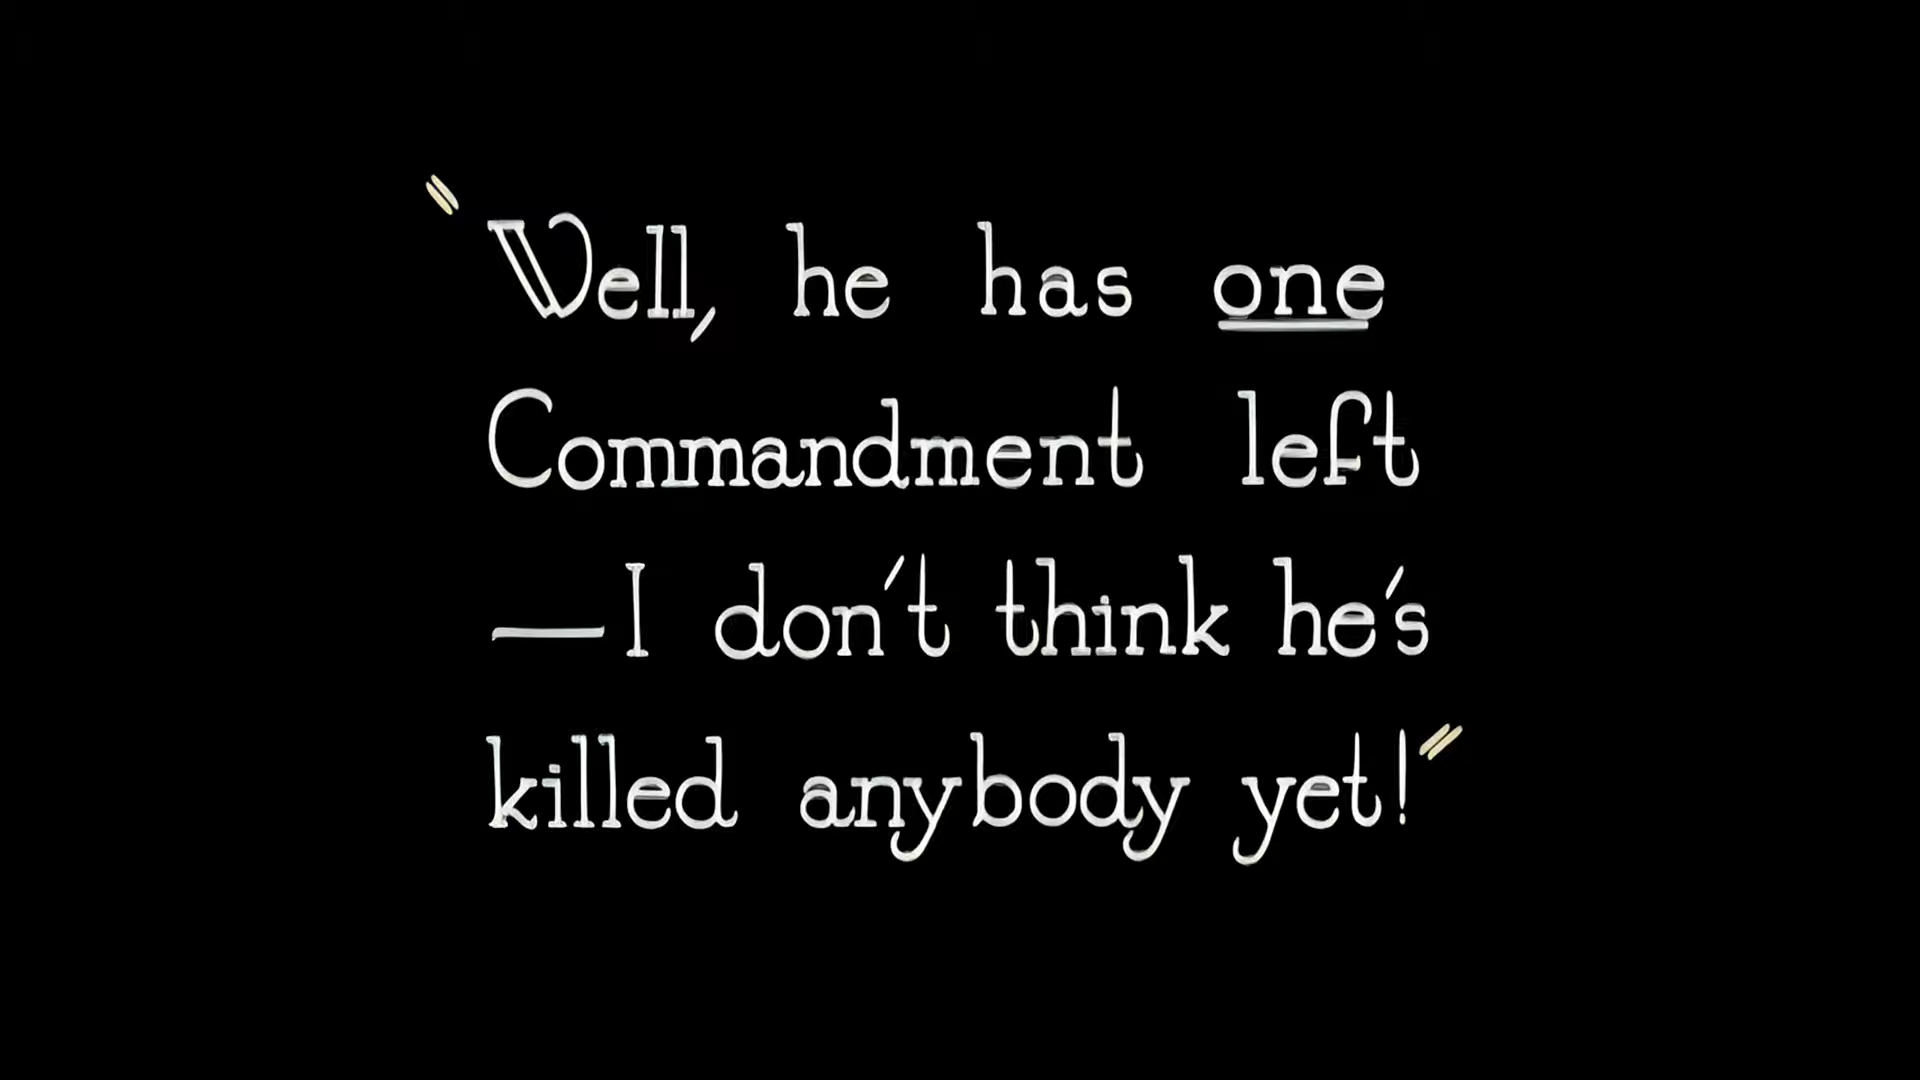 "Well, he has one
Commandment left
—I don't think he's
killed anybody yet!"